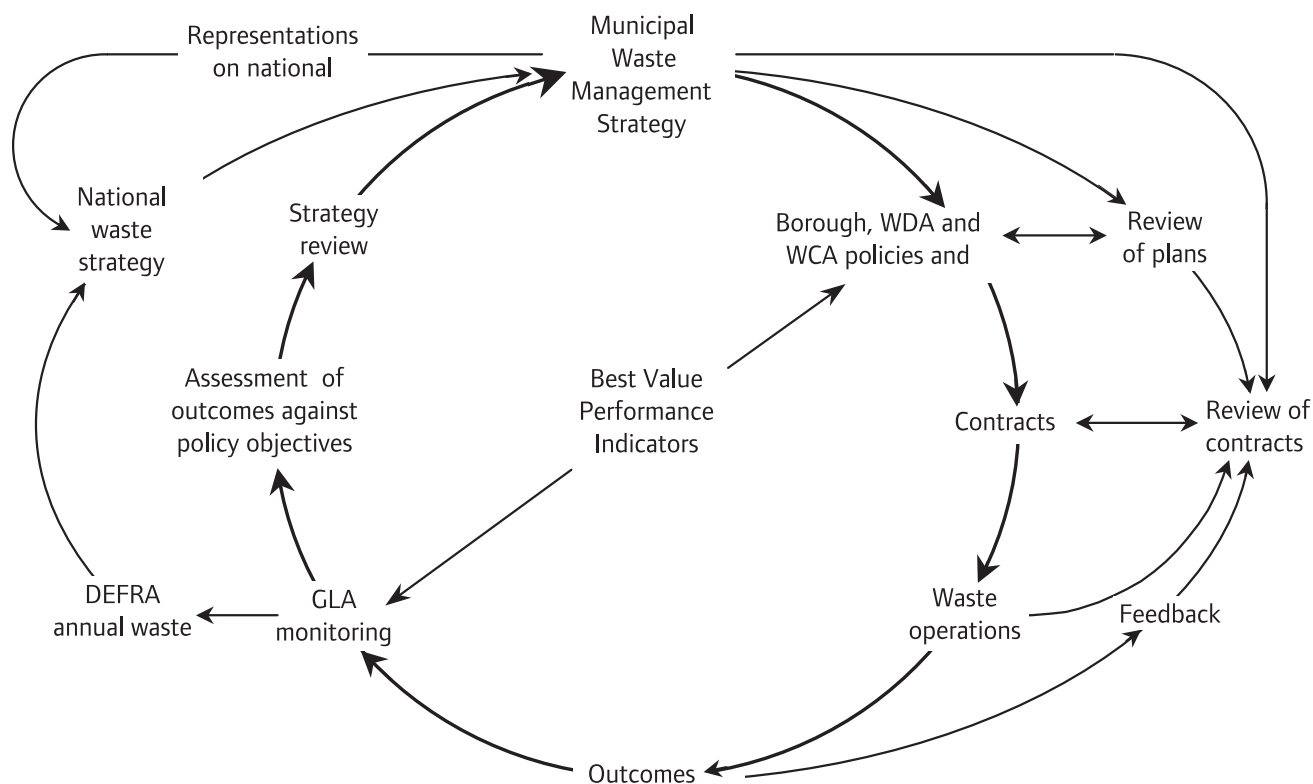 Representations
on national
Municipal
Waste
Management
Strategy
National
waste
strategy
Strategy
review
Borough, WDA and
WCA policies and
Review
of plans
Assessment of
outcomes against
policy objectives
Best Value
Performance
Indicators
Contracts
Review of
contracts
DEFRA
annual waste
GLA
monitoring
Waste
operations
Feedback
Outcomes